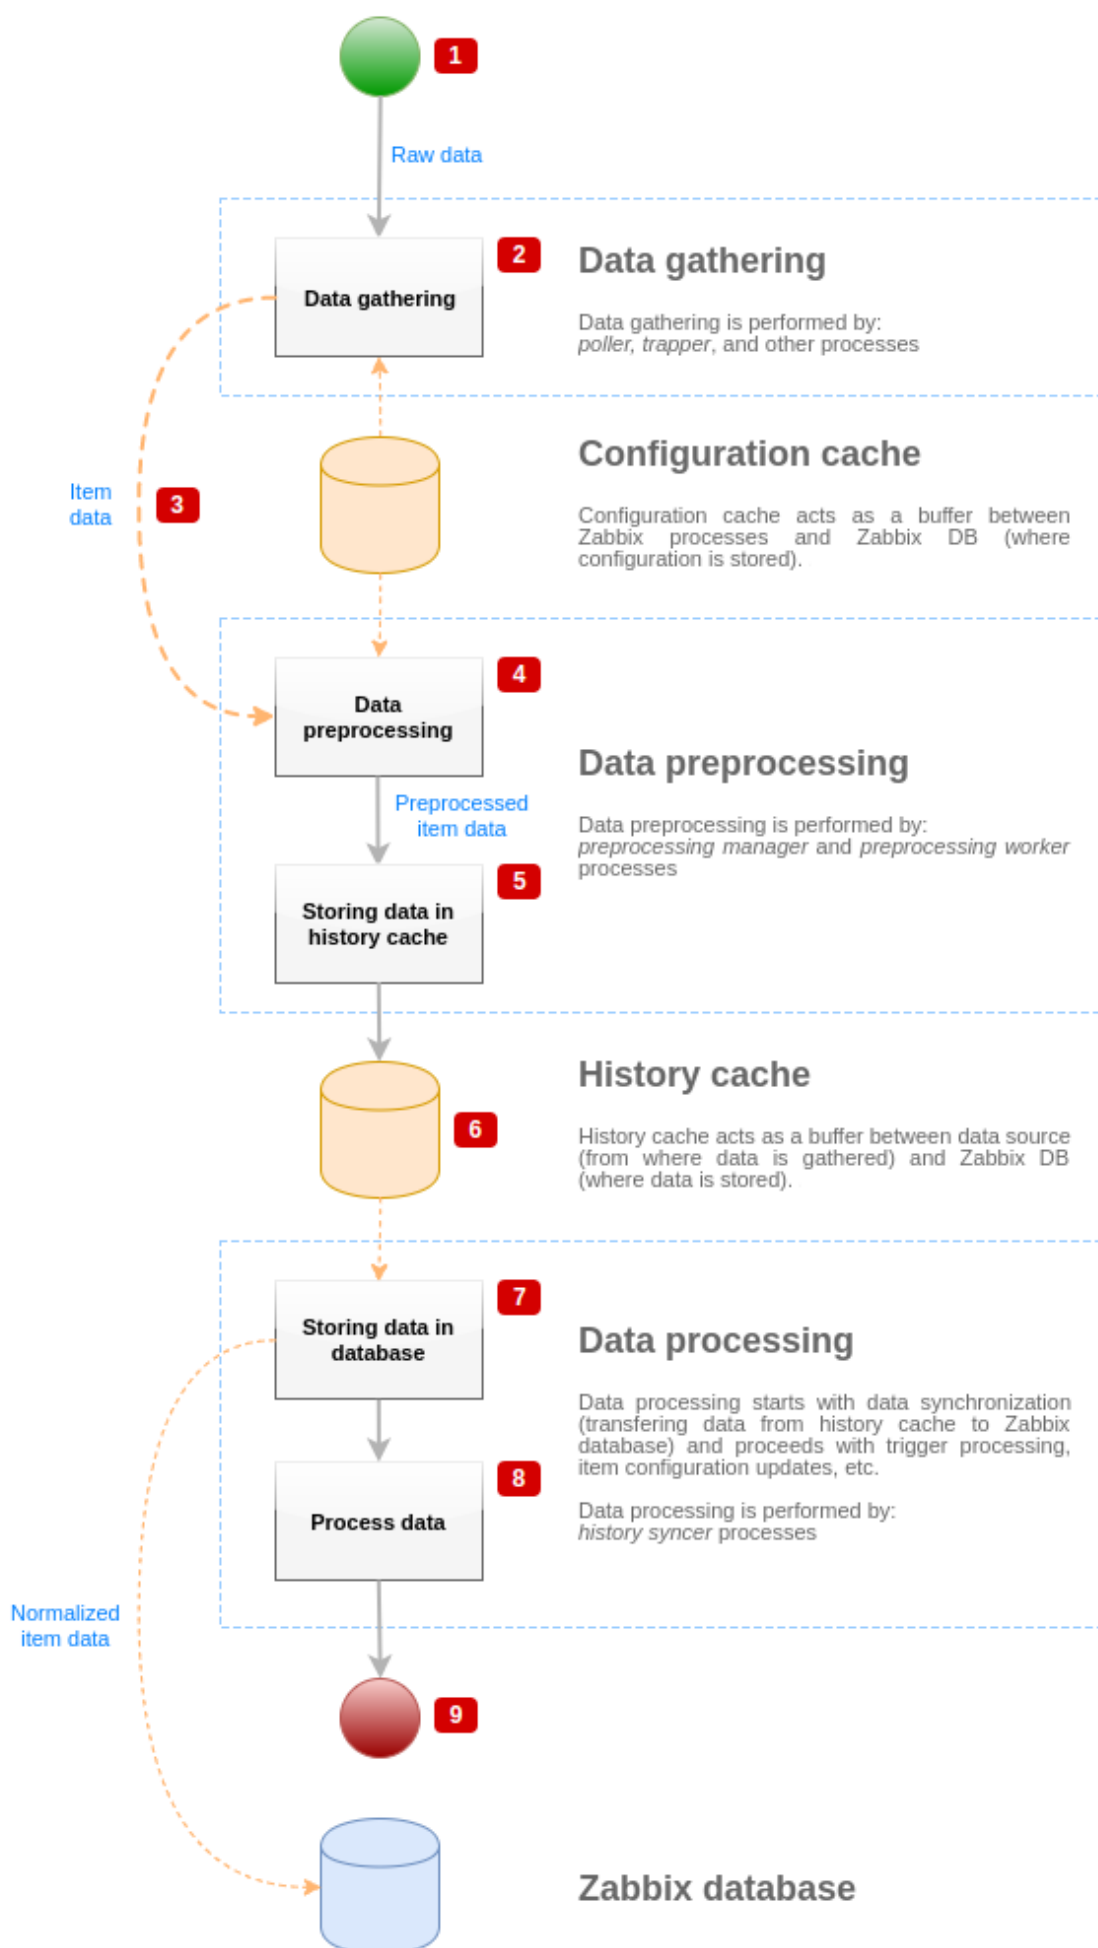 1
Raw data
2
Data gathering
Data gathering
Data gathering is performed by:
poller, trapper, and other processes
Configuration cache
Item
data
3
Configuration cache acts as a buffer between
Zabbix processes and Zabbix DB (where
configuration is stored).
4
Data
preprocessing
Data preprocessing
Preprocessed
item data
Data preprocessing is performed by:
preprocessing manager and preprocessing worker
processes
5
Storing data in
history cache
History cache
6
History cache acts as a buffer between data source
(from where data is gathered) and Zabbix DB
(where data is stored).
7
Storing data in
database
Data processing
Data processing starts with data synchronization
(transfering data from history cache to Zabbix
database) and proceeds with trigger processing,
item configuration updates, etc.
8
Process data
Data processing is performed by:
history syncer processes
Normalized
item data
9
Zabbix database